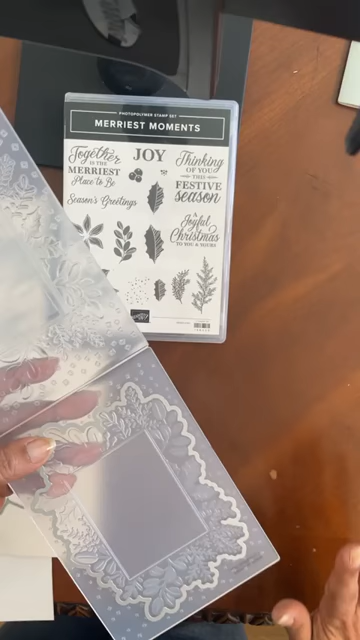 PHOTOPOLYMER STAMP SET
MERRIEST MOMENTS
Together
IS THE
MERRIEST
Place to Be
JOY
Thinking
OF YOU
THIS
FESTIVE
season
Season's Greetings
Joyful
Christmas
TO YOU & YOURS